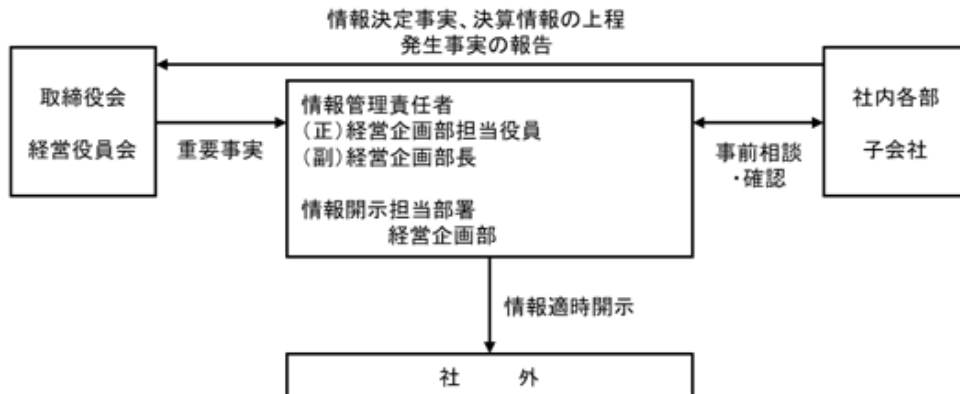 情報決定事実、決算情報の上程
発生事実の報告
取締役会
経営役員会
重要事実
情報管理責任者
（正）経営企画部担当役員
（副）経営企画部長
情報開示担当部署
経営企画部
事前相談
・確認
社内各部
子会社
情報適時開示
社　　外